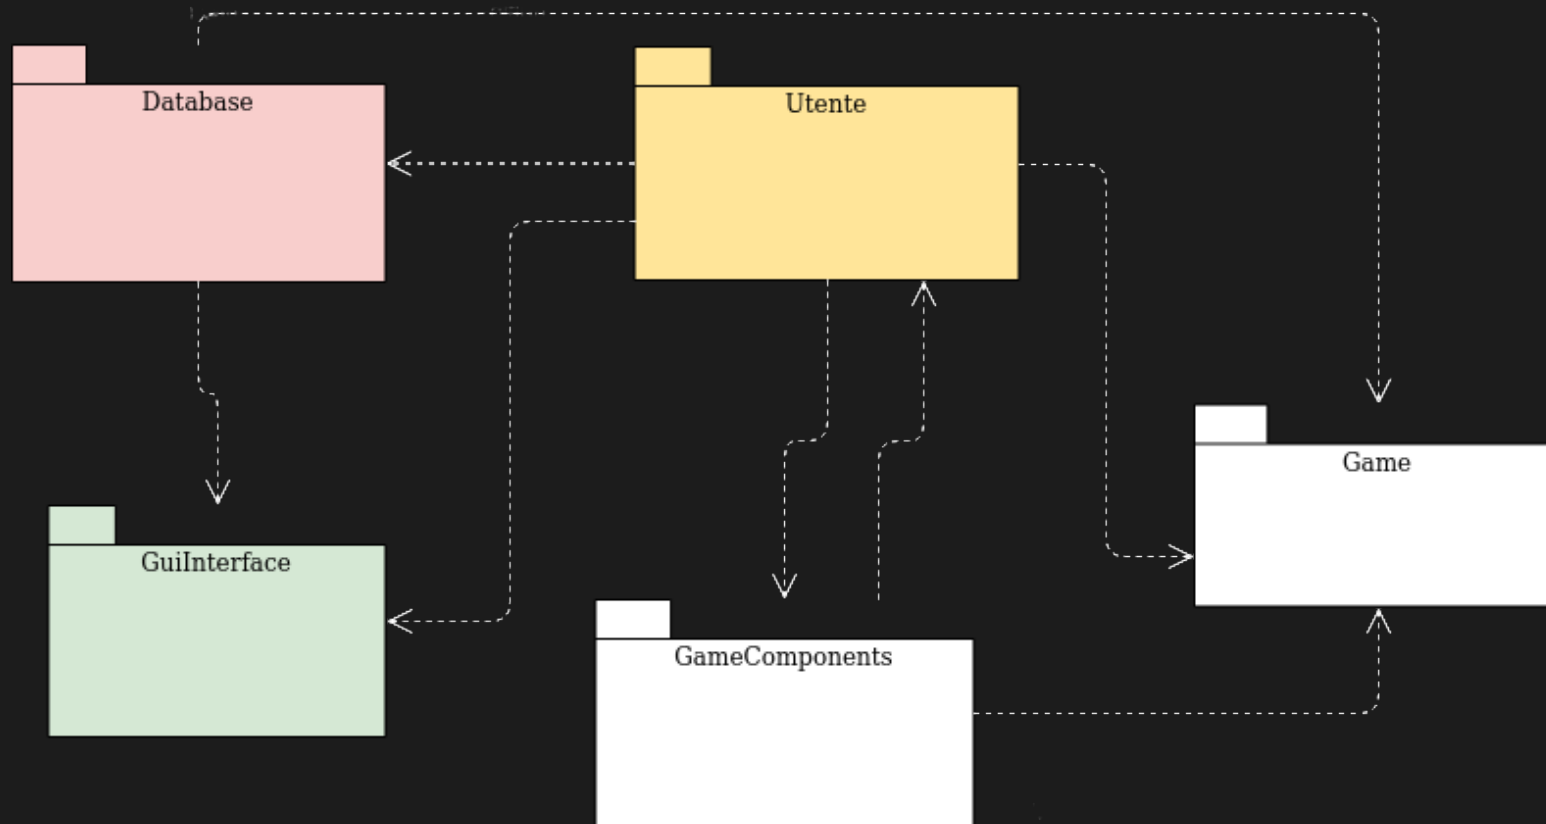 Database
Utente
Game
GuiInterface
GameComponents